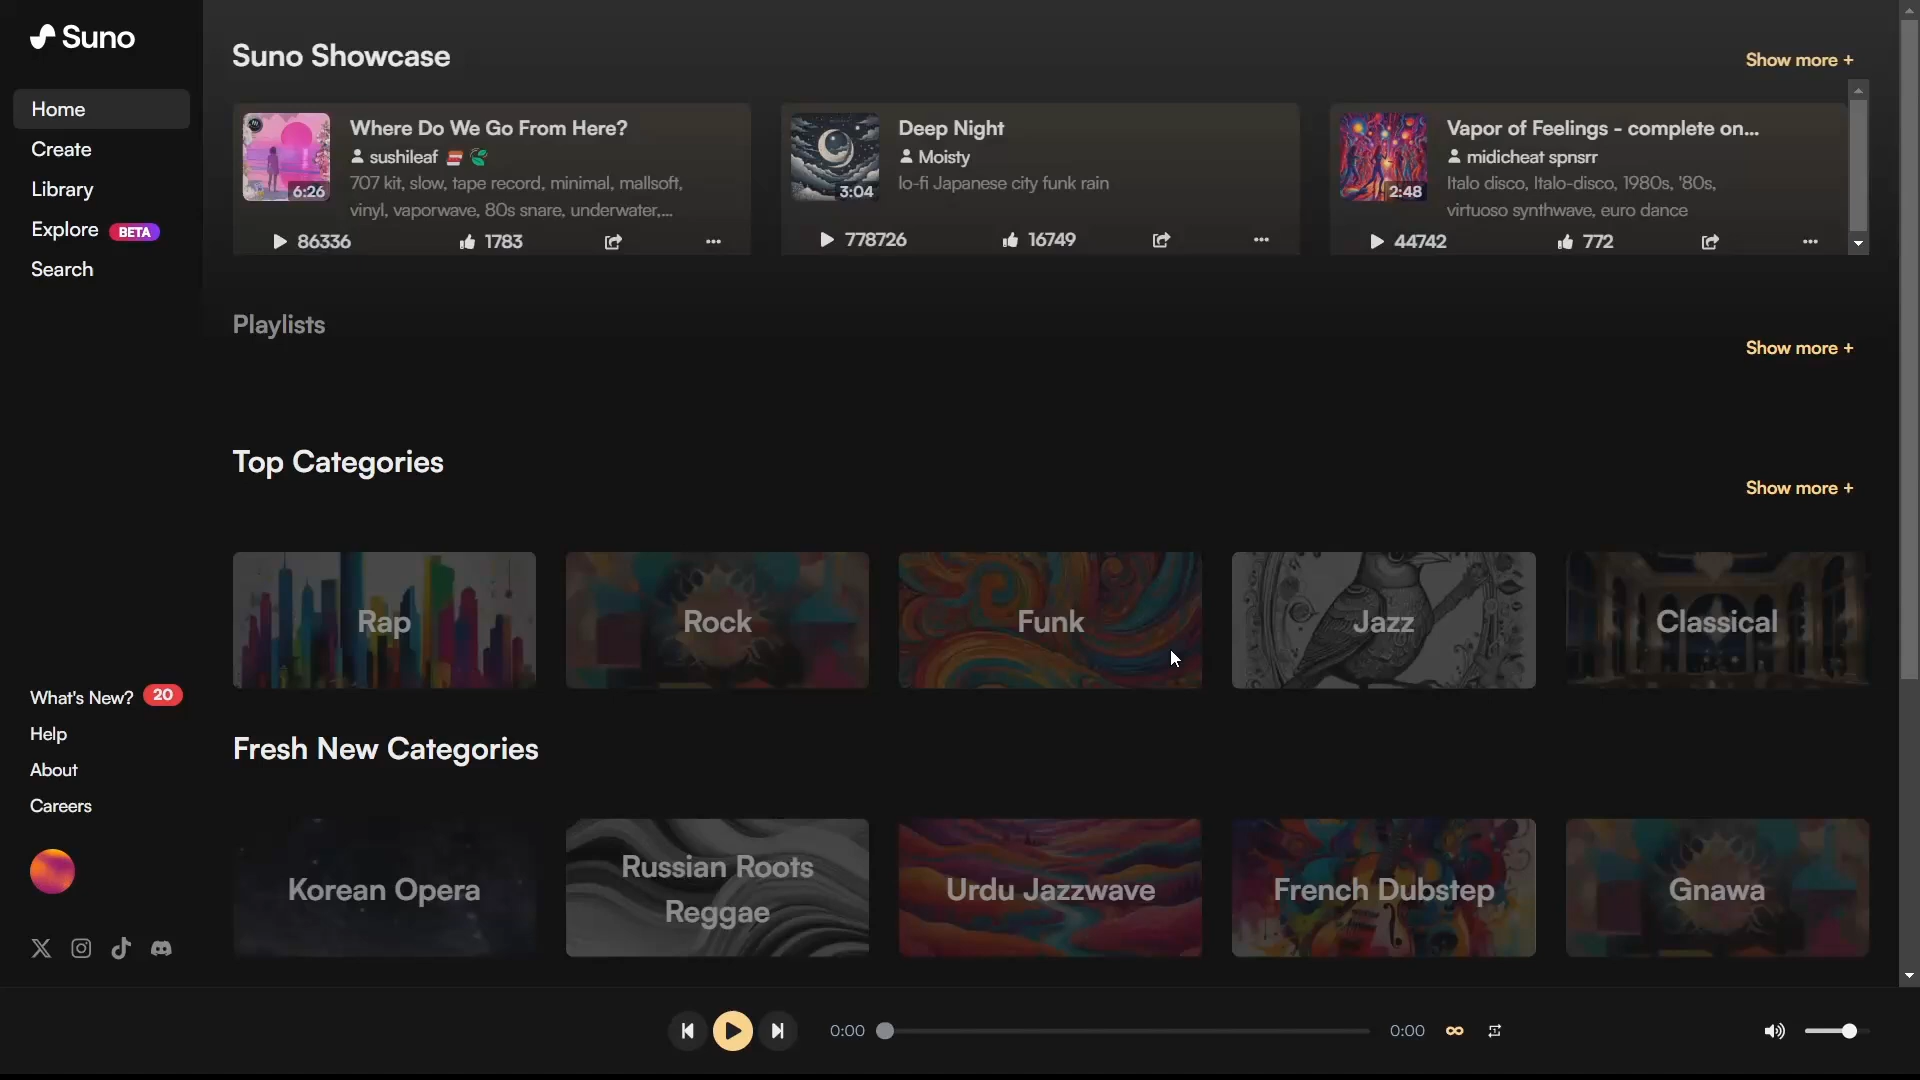 Suno
Home
Create
Library
Explore BETA
Search
What's New? 20
Help
About
Careers
Suno Showcase
Show more +
6:26
Where Do We Go From Here?
sushileaf
707 kit, slow, tape record, minimal, mallsoft,
vinyl, vaporwave, 80s snare, underwater,...
86336 1783
3:04
Deep Night
Moisty
lo-fi Japanese city funk rain
778726 16749
2:48
Vapor of Feelings - complete on...
midicheat spnsrr
Italo disco, Italo-disco, 1980s, '80s,
virtuoso synthwave, euro dance
44742 772
Playlists
Show more +
Top Categories
Show more +
Rap
Rock
Funk
Jazz
Classical
Fresh New Categories
Korean Opera
Russian Roots
Reggae
Urdu Jazzwave
French Dubstep
Gnawa
0:00 0:00